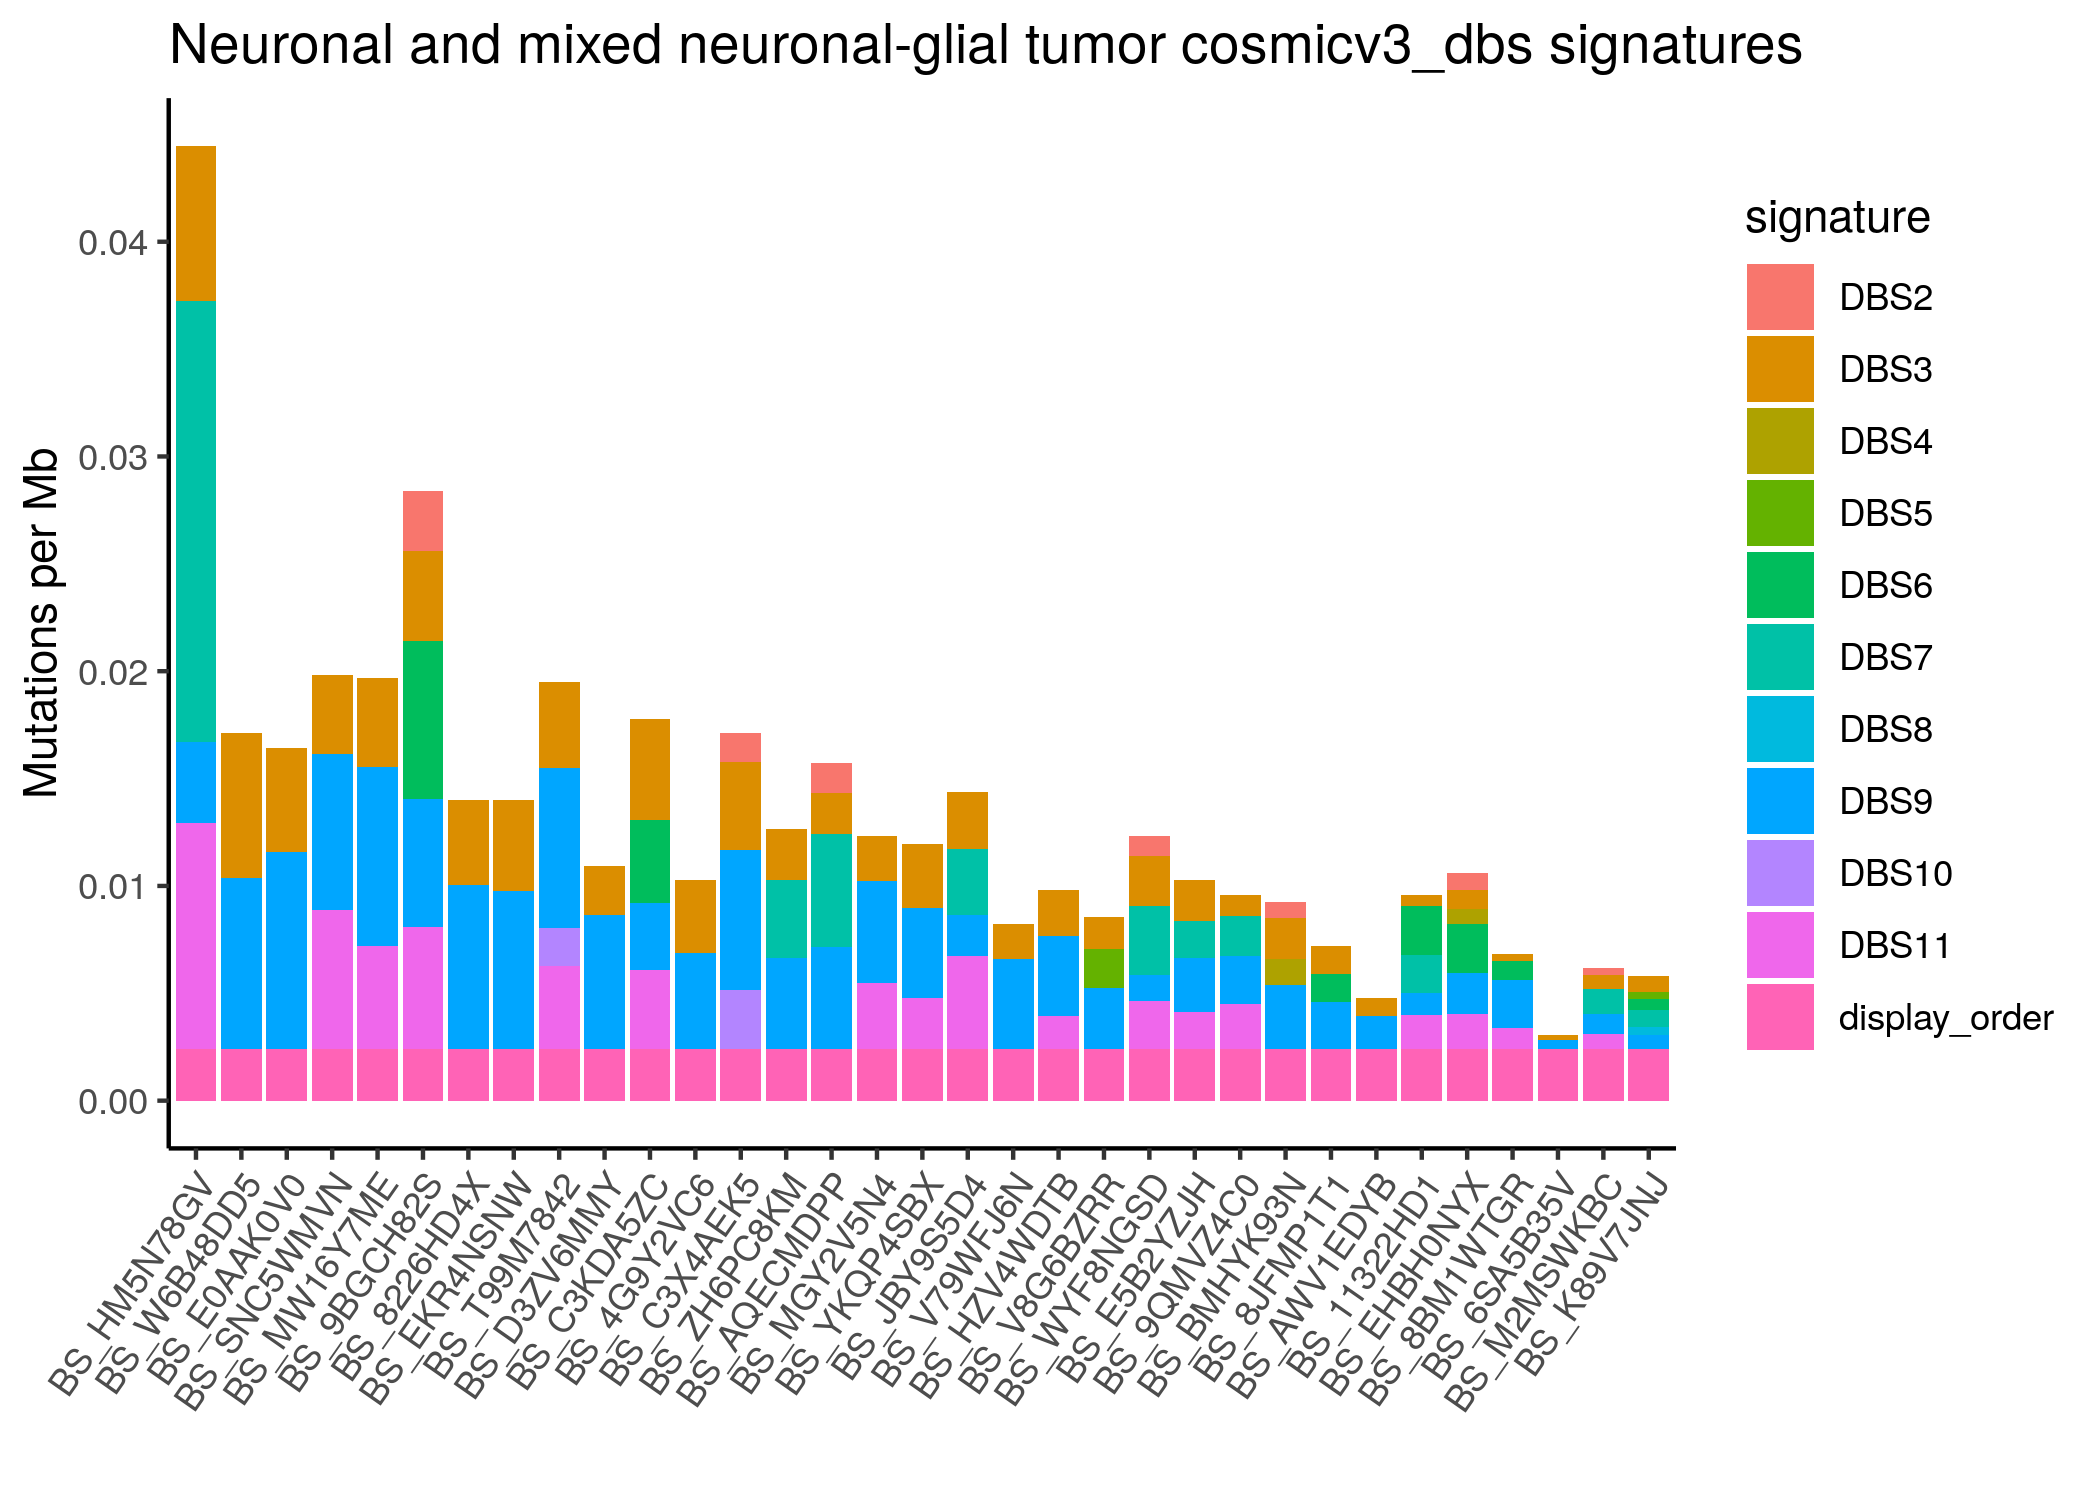 Neuronal and mixed neuronal-glial tumor cosmicv3_dbs signatures
Mutations per Mb
0.04
0.03
0.02
0.01
0.00
BS_HM5N78GV
BS_W6B48DD5
BS_E0AAK0V0
BS_SNC5WMVN
BS_MW16Y7ME
BS_9BGCH82S
BS_8226HD4X
BS_EKR4NSNW
BS_T99M7842
BS_D3ZV6MMY
BS_C3KDA5ZC
BS_4G9Y2VC6
BS_C3X4AEK5
BS_ZH6PC8KM
BS_AQECMDPP
BS_MGY2V5N4
BS_YKQP4SBX
BS_JBY9S5D4
BS_V79WFJ6N
BS_HZV4WDTB
BS_V8G6BZRR
BS_WYF8NGSD
BS_E5B2YZJH
BS_9QMVZ4C0
BS_BMHYK93N
BS_8JFMP1T1
BS_AWV1EDYB
BS_11322HD1
BS_EHBH0NYX
BS_8BM1WTGR
BS_6SA5B35V
BS_M2MSWKBC
BS_K89V7JNJ
signature
DBS2
DBS3
DBS4
DBS5
DBS6
DBS7
DBS8
DBS9
DBS10
DBS11
display_order